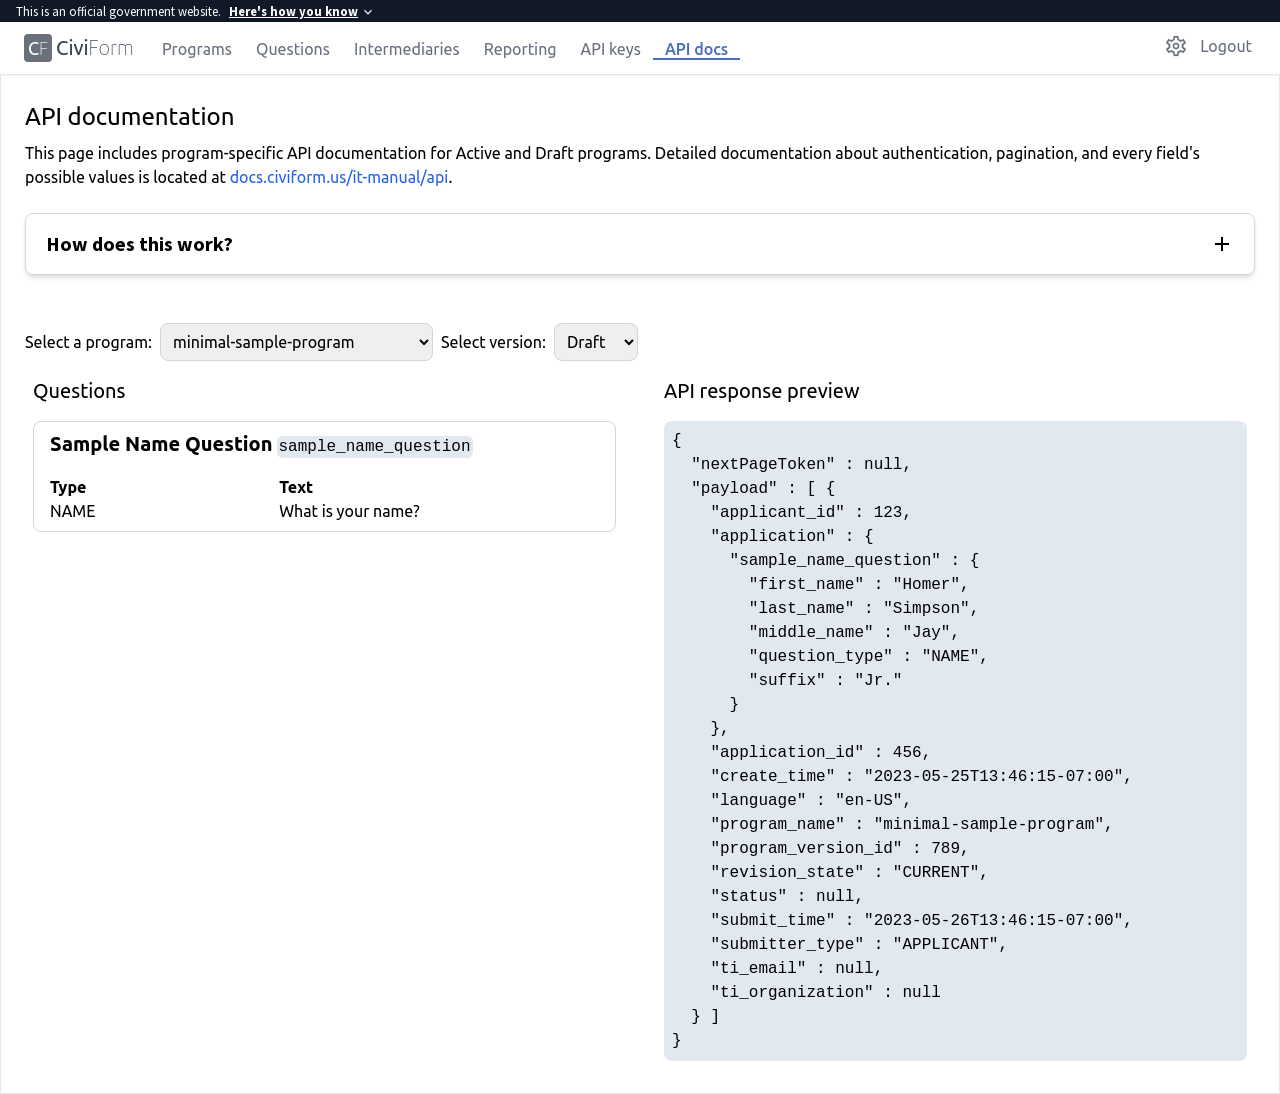 This is an official government website. Here's how you know
CF CiviForm Programs Questions Intermediaries Reporting API keys API docs Logout
API documentation
This page includes program-specific API documentation for Active and Draft programs. Detailed documentation about authentication, pagination, and every field's
possible values is located at docs.civiform.us/it-manual/api.
How does this work?
Select a program: minimal-sample-program Select version: Draft
Questions
Sample Name Question sample_name_question
Type Text
NAME What is your name?
API response preview
{
  "nextPageToken" : null,
  "payload" : [ {
    "applicant_id" : 123,
    "application" : {
      "sample_name_question" : {
        "first_name" : "Homer",
        "last_name" : "Simpson",
        "middle_name" : "Jay",
        "question_type" : "NAME",
        "suffix" : "Jr."
      }
    },
    "application_id" : 456,
    "create_time" : "2023-05-25T13:46:15-07:00",
    "language" : "en-US",
    "program_name" : "minimal-sample-program",
    "program_version_id" : 789,
    "revision_state" : "CURRENT",
    "status" : null,
    "submit_time" : "2023-05-26T13:46:15-07:00",
    "submitter_type" : "APPLICANT",
    "ti_email" : null,
    "ti_organization" : null
  } ]
}